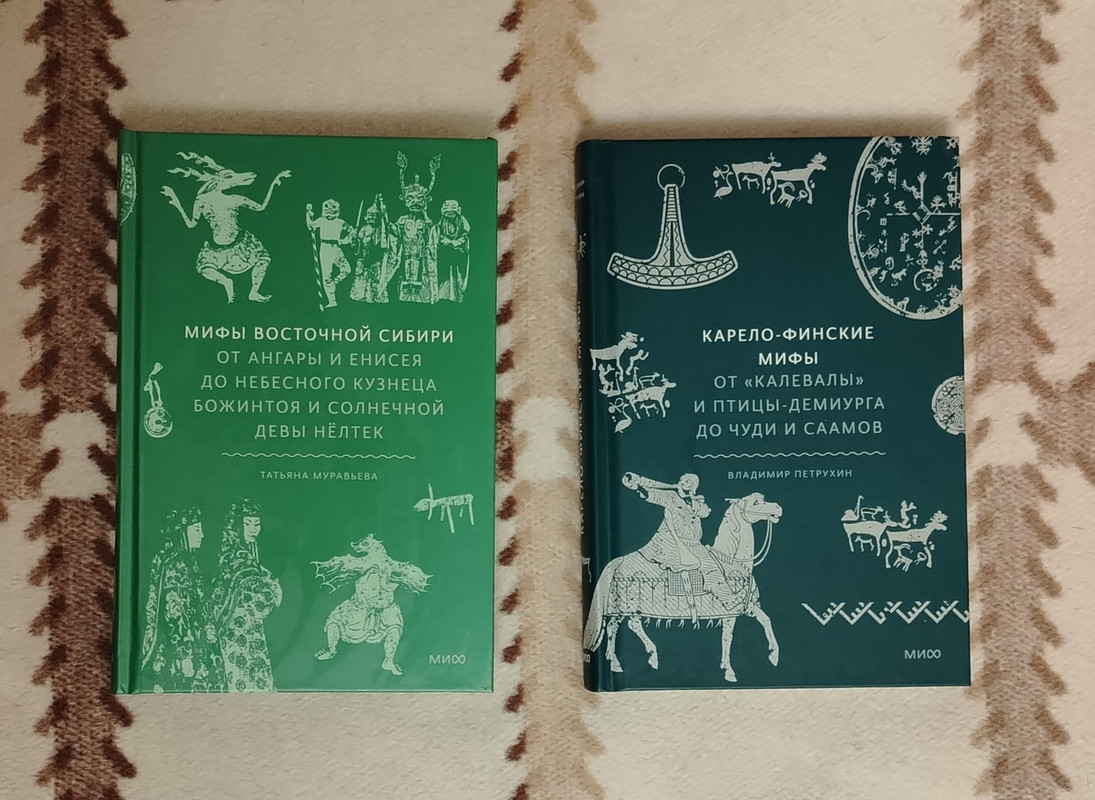 МИФЫ ВОСТОЧНОЙ СИБИРИ
ОТ АНГАРЫ И ЕНИСЕЯ
ДО НЕБЕСНОГО КУЗНЕЦА
БОЖИНТОЯ И СОЛНЕЧНОЙ
ДЕВЫ НЁЛТЕК
ТАТЬЯНА МУРАВЬЕВА
МИФ
КАРЕЛО-ФИНСКИЕ
МИФЫ
ОТ «КАЛЕВАЛЫ»
И ПТИЦЫ-ДЕМИУРГА
ДО ЧУДИ И СААМОВ
ВЛАДИМИР ПЕТРУХИН
МИФ